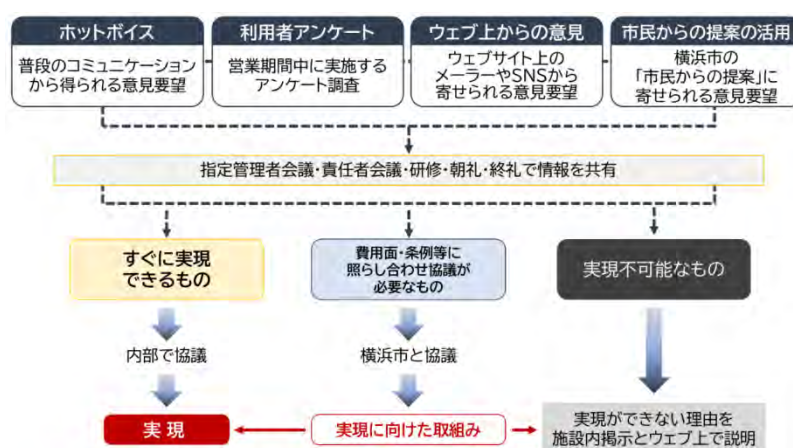 ホットボイス
普段のコミュニケーション
から得られる意見要望
利用者アンケート
営業期間中に実施する
アンケート調査
ウェブ上からの意見
ウェブサイト上の
メーラーやSNSから
寄せられる意見要望
市民からの提案の活用
横浜市の
「市民からの提案」に
寄せられる意見要望
指定管理者会議・責任者会議・研修・朝礼・終礼で情報を共有
すぐに実現
できるもの
費用面・条例等に
照らし合わせ協議が
必要なもの
実現不可能なもの
内部で協議
横浜市と協議
実現
実現に向けた取組み
実現ができない理由を
施設内掲示とウェブ上で説明